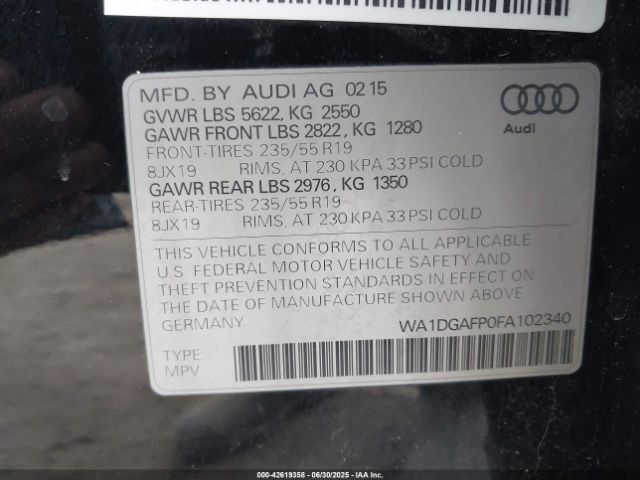 MFD. BY AUDI AG 02 15
GVWR LBS 5622, KG 2550
GAWR FRONT LBS 2822, KG 1280
FRONT-TIRES 235/55 R19
8JX19 RIMS, AT 230 KPA 33 PSI COLD
GAWR REAR LBS 2976, KG 1350
REAR-TIRES 235/55 R19
8JX19 RIMS, AT 230 KPA 33 PSI COLD
Audi
THIS VEHICLE CONFORMS TO ALL APPLICABLE
U.S. FEDERAL MOTOR VEHICLE SAFETY AND
THEFT PREVENTION STANDARDS IN EFFECT ON
THE DATE OF MANUFACTURE SHOWN ABOVE.
GERMANY WA1DGAFP0FA102340
TYPE:
MPV
000-42619358 - 06/30/2025 - IAA Inc.